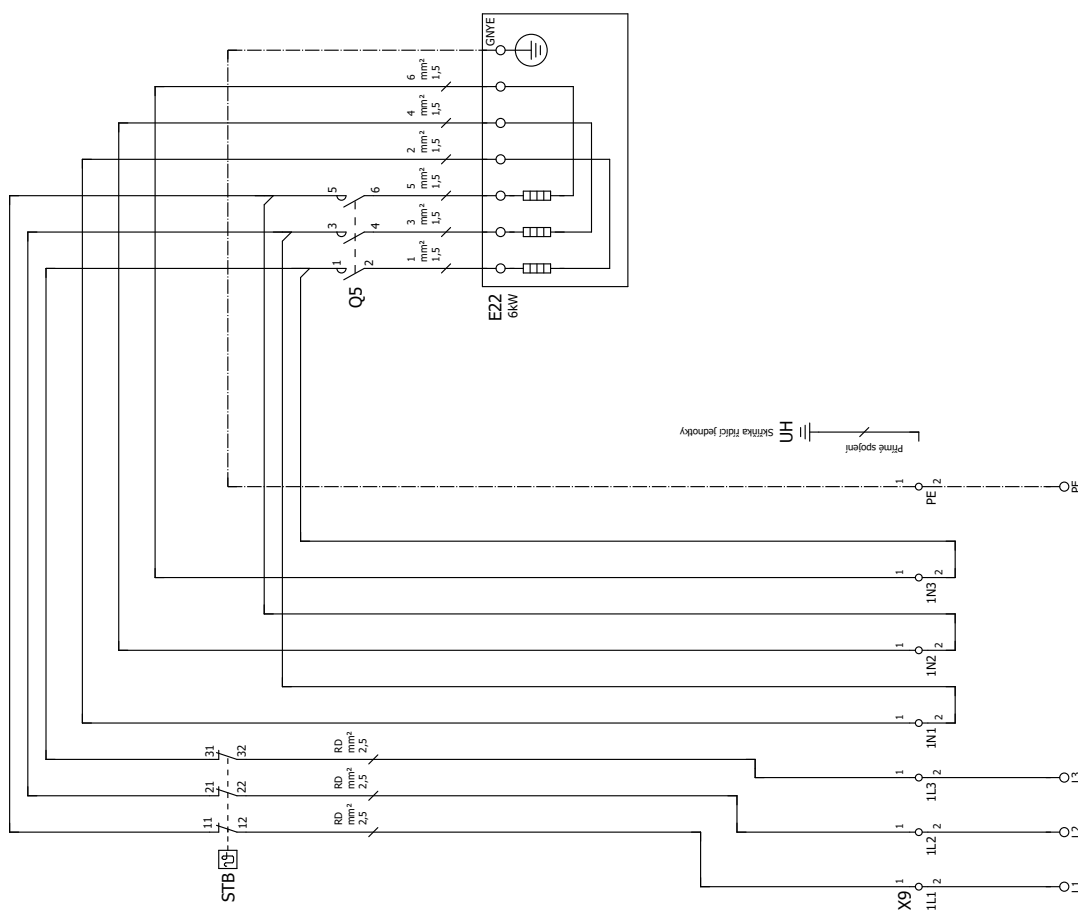 GNYE
6
mm²
1,5
4
mm²
1,5
2
mm²
1,5
5
mm²
1,5
3
mm²
1,5
1
mm²
1,5
5
6
3
4
1
2
Q5
E22
6kW
Skříňka řídicí jednotky
UH
Přímé spojení
1
PE
2
PE
1
1N3
2
1
1N2
2
1
1N1
2
31
32
RD
mm²
2,5
21
22
RD
mm²
2,5
11
12
RD
mm²
2,5
STB
1
1L3
2
L3
1
1L2
2
L2
X9
1
1L1
2
L1